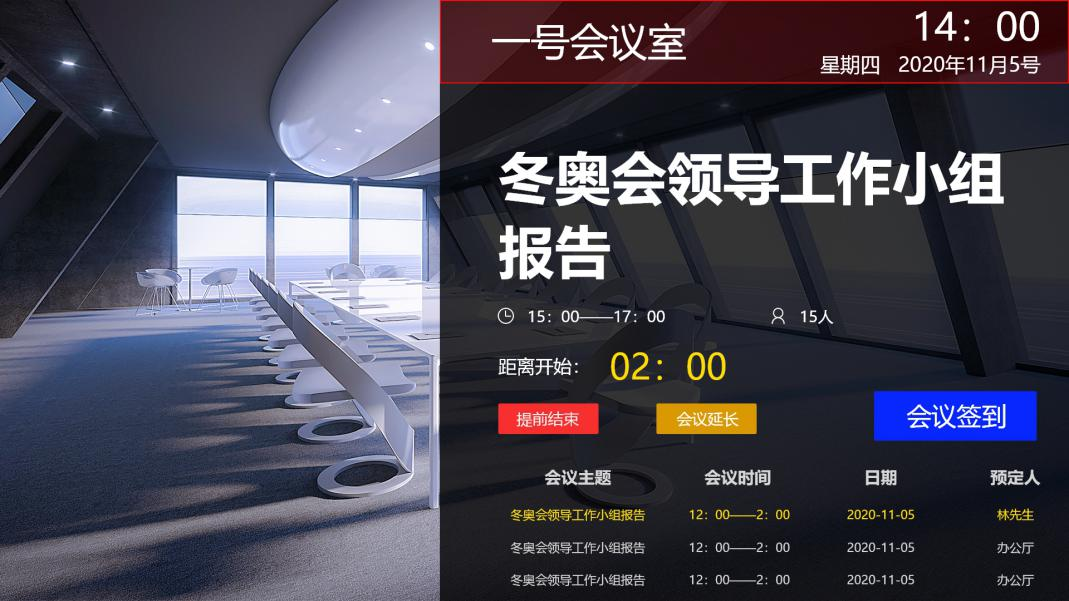 一号会议室
14：00
星期四 2020年11月5号
冬奥会领导工作小组
报告
15：00——17：00 15人
距离开始： 02：00
提前结束 会议延长 会议签到
会议主题 会议时间 日期 预定人
冬奥会领导工作小组报告 12：00——2：00 2020-11-05 林先生
冬奥会领导工作小组报告 12：00——2：00 2020-11-05 办公厅
冬奥会领导工作小组报告 12：00——2：00 2020-11-05 办公厅